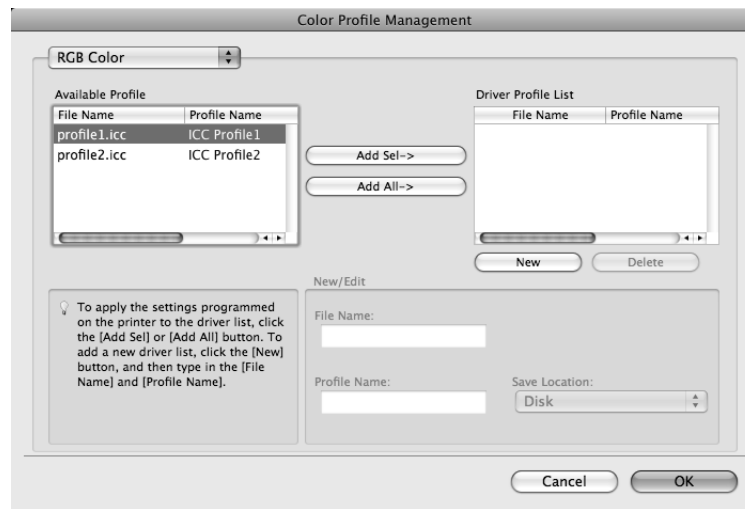 Color Profile Management
RGB Color
Available Profile
File Name Profile Name
profile1.icc ICC Profile1
profile2.icc ICC Profile2
Add Sel->
Add All->
Driver Profile List
File Name Profile Name
New Delete
To apply the settings programmed
on the printer to the driver list, click
the [Add Sel] or [Add All] button. To
add a new driver list, click the [New]
button, and then type in the [File
Name] and [Profile Name].
New/Edit
File Name:
Profile Name:
Save Location:
Disk
Cancel OK